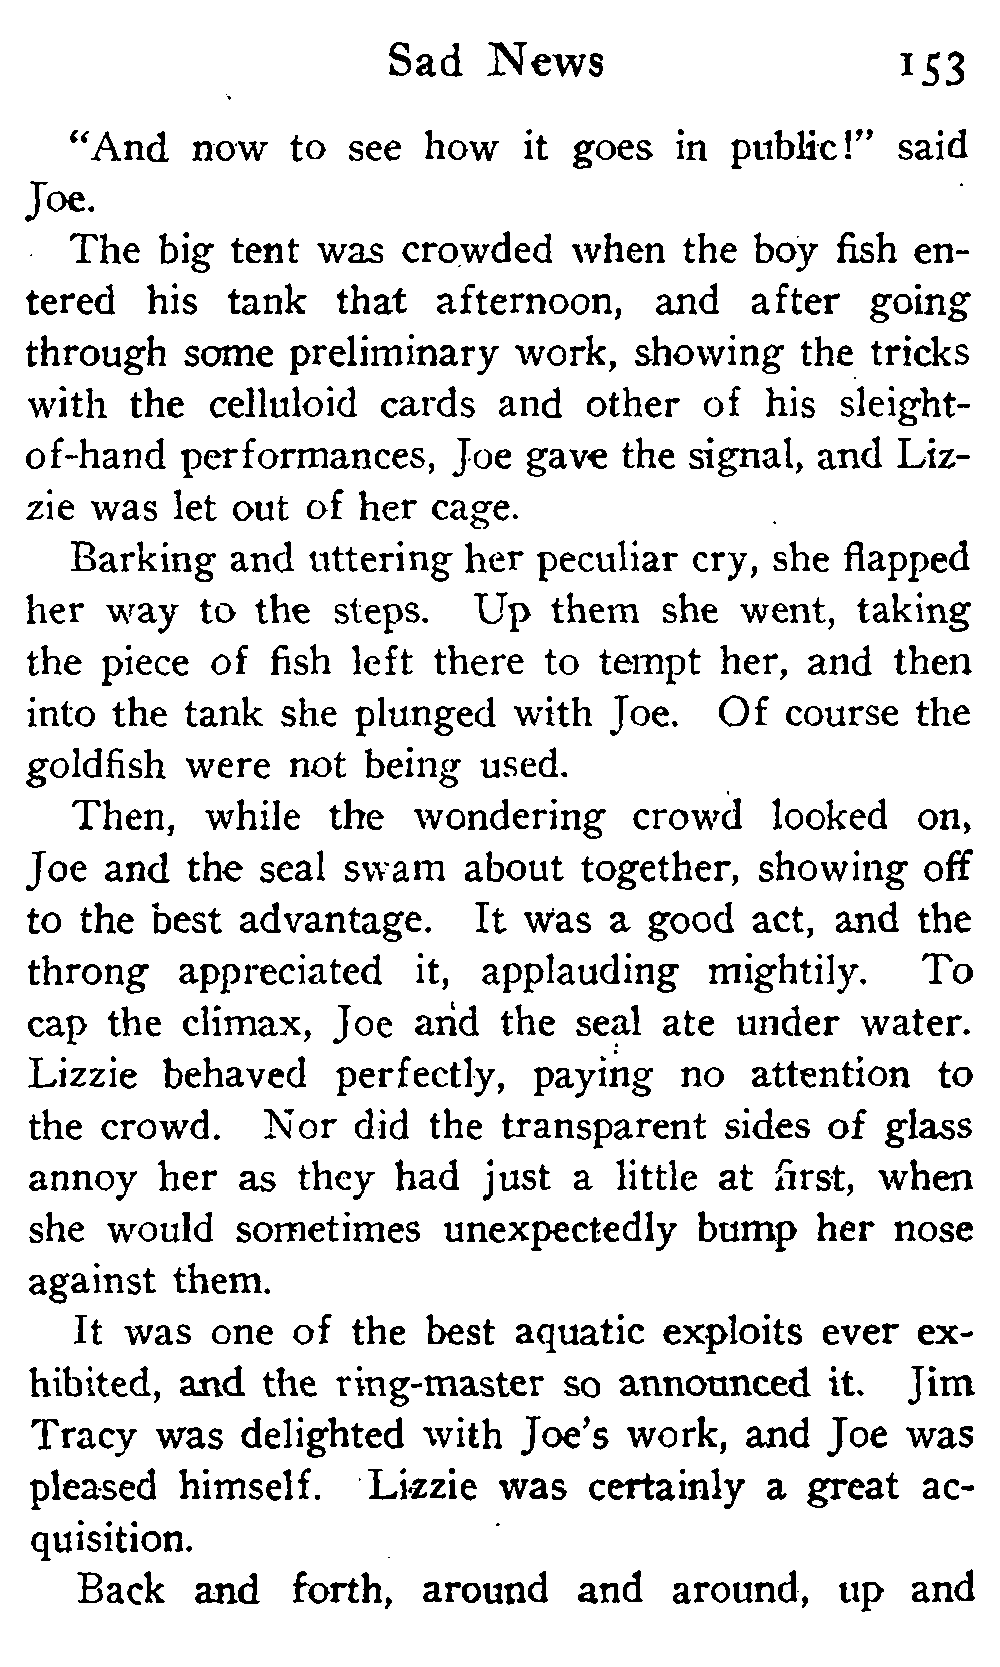 Sad News 153
“And now to see how it goes in public!” said
Joe.
The big tent was crowded when the boy fish en-
tered his tank that afternoon, and after going
through some preliminary work, showing the tricks
with the celluloid cards and other of his sleight-
of-hand performances, Joe gave the signal, and Liz-
zie was let out of her cage.
Barking and uttering her peculiar cry, she flapped
her way to the steps. Up them she went, taking
the piece of fish left there to tempt her, and then
into the tank she plunged with Joe. Of course the
goldfish were not being used.
Then, while the wondering crowd looked on,
Joe and the seal swam about together, showing off
to the best advantage. It was a good act, and the
throng appreciated it, applauding mightily. To
cap the climax, Joe and the seal ate under water.
Lizzie behaved perfectly, paying no attention to
the crowd. Nor did the transparent sides of glass
annoy her as they had just a little at first, when
she would sometimes unexpectedly bump her nose
against them.
It was one of the best aquatic exploits ever ex-
hibited, and the ring-master so announced it. Jim
Tracy was delighted with Joe’s work, and Joe was
pleased himself. Lizzie was certainly a great ac-
quisition.
Back and forth, around and around, up and